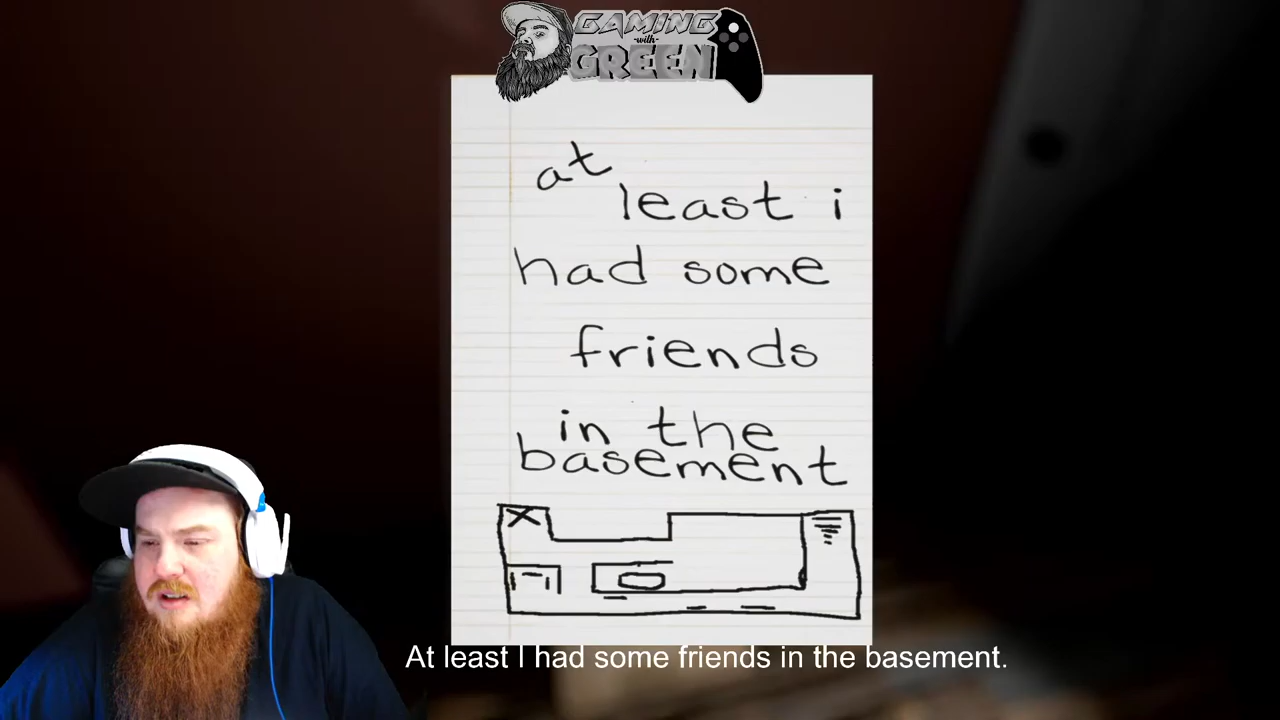 GAMING
-with-
GREEN
at
least i
had some
friends
in the
basement
At least I had some friends in the basement.